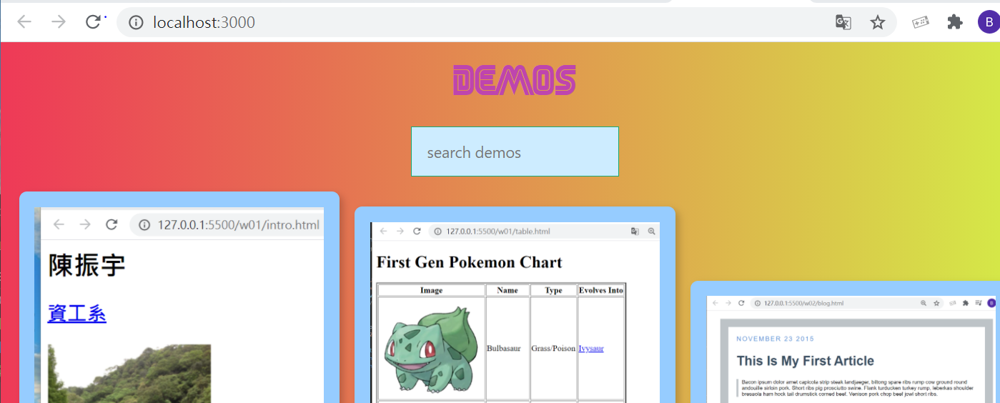 localhost:3000
B
DEMOS
search demos
127.0.0.1:5500/w01/intro.html
陳振宇
資工系
127.0.0.1:5500/w01/table.html
First Gen Pokemon Chart
Image Name Type Evolves Into
Bulbasaur Grass/Poison Ivysaur
127.0.0.1:5500/w02/blog.html
B
NOVEMBER 23 2015
This Is My First Article
Bacon ipsum dolor amet capicola strip steak landjaeger, biltong spare ribs rump cow ground round
andouille sirloin pork. Short ribs pig prosciutto swine. Flank turducken turkey rump, leberkas shoulder
bresaola ham hock tail drumstick corned beef. Venison pork chop beef jowl short ribs.